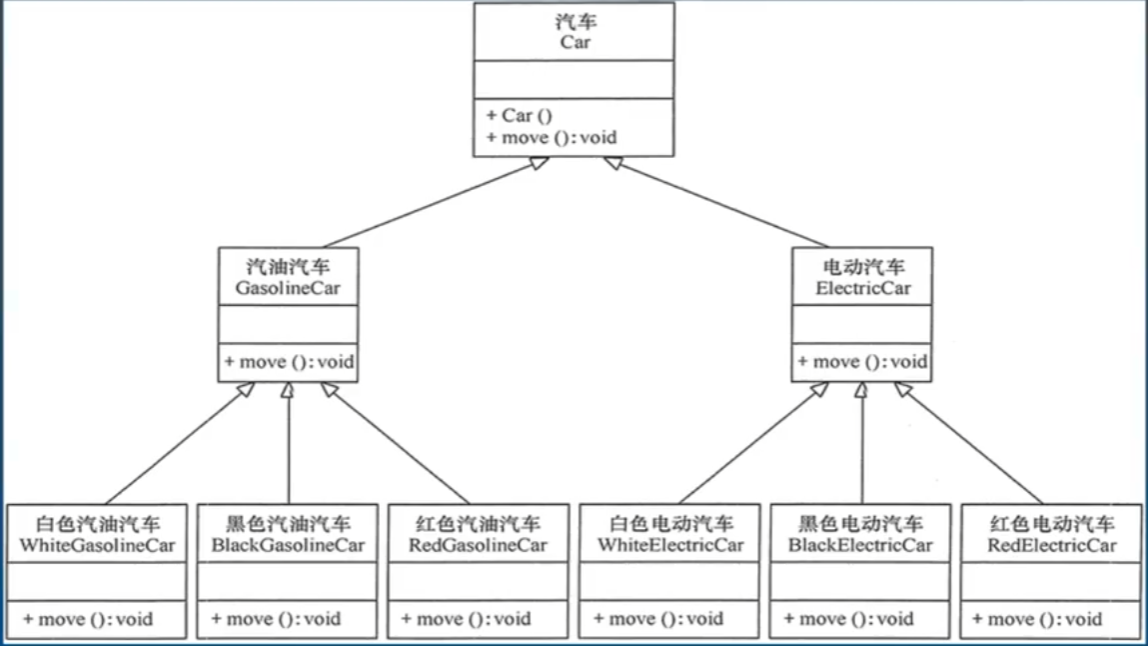 汽车
Car
+ Car ()
+ move (): void
汽油汽车
GasolineCar
+ move (): void
电动汽车
ElectricCar
+ move (): void
白色汽油汽车
WhiteGasolineCar
+ move (): void
黑色汽油汽车
BlackGasolineCar
+ move (): void
红色汽油汽车
RedGasolineCar
+ move (): void
白色电动汽车
WhiteElectricCar
+ move (): void
黑色电动汽车
BlackElectricCar
+ move (): void
红色电动汽车
RedElectricCar
+ move (): void